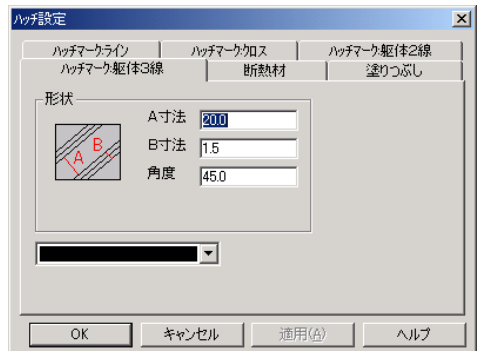 ハッチ設定
ハッチマーク:ライン ハッチマーク:クロス ハッチマーク:躯体2線
ハッチマーク:躯体3線 断熱材 塗りつぶし
形状
A寸法 20.0
B寸法 1.5
角度 45.0
A B
OK キャンセル 適用(A) ヘルプ